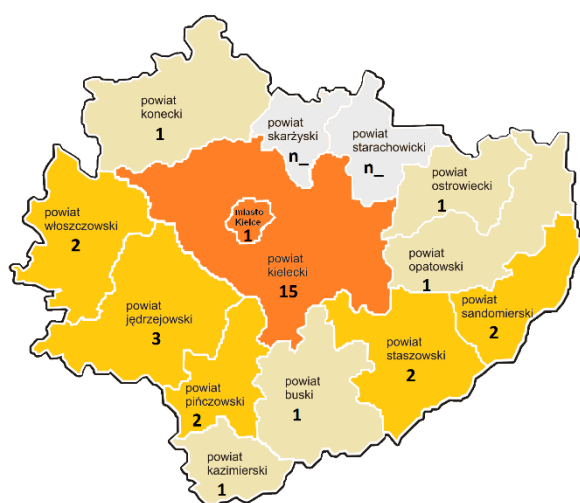 powiat
konecki
1
powiat
skarżyski
n_
powiat
starachowicki
n_
powiat
ostrowiecki
1
powiat
włoszczowski
2
miasto
Kielce
1
powiat
kielecki
15
powiat
opatowski
1
powiat
sandomierski
2
powiat
jędrzejowski
3
powiat
staszowski
2
powiat
pińczowski
2
powiat
buski
1
powiat
kazimierski
1